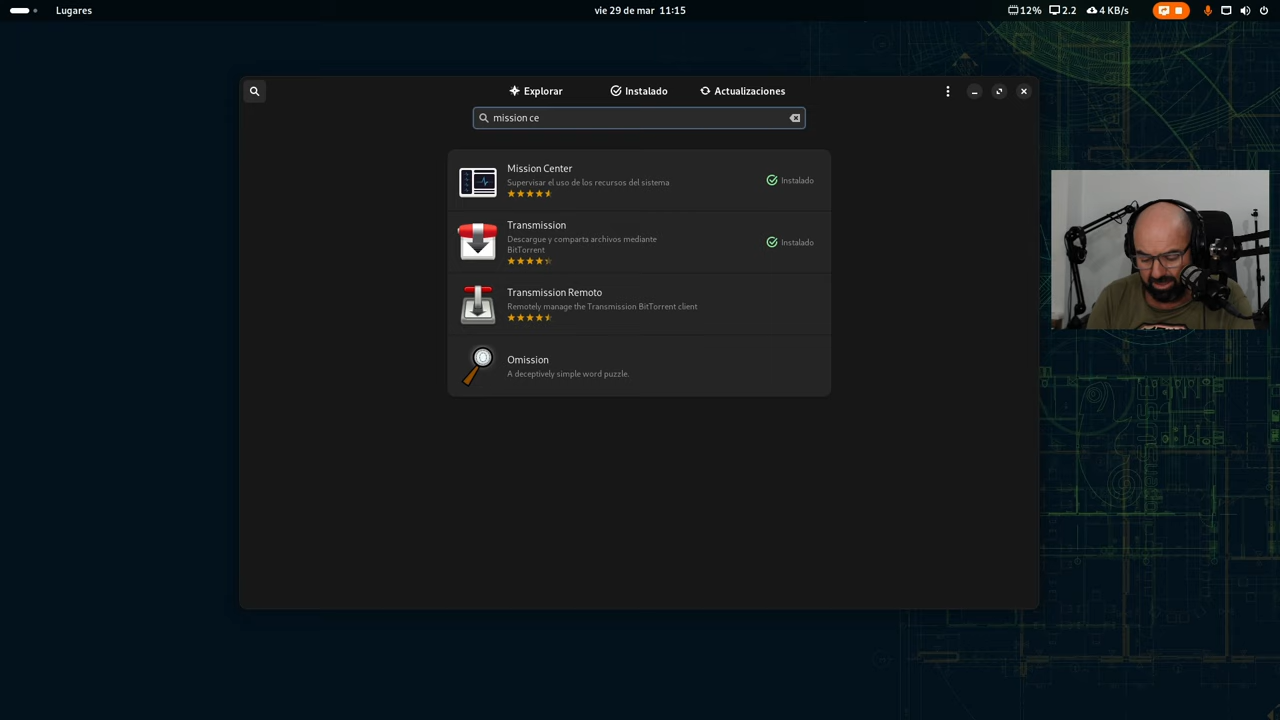 Lugares
vie 29 de mar 11:15
12%
2.2
4 KB/s
Explorar
Instalado
Actualizaciones
mission ce
Mission Center
Supervisar el uso de los recursos del sistema
Instalado
Transmission
Descargue y comparta archivos mediante
BitTorrent.
Instalado
Transmission Remoto
Remotely manage the Transmission BitTorrent client
Omission
A deceptively simple word puzzle.